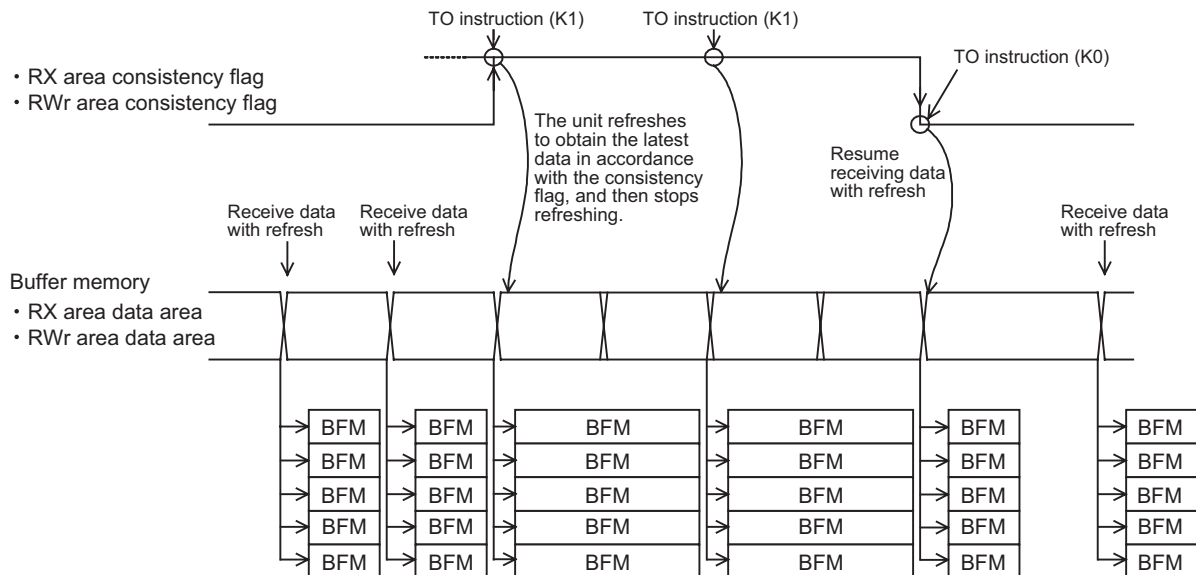 TO instruction (K1)
TO instruction (K1)
TO instruction (K0)
・RX area consistency flag
・RWr area consistency flag
The unit refreshes
to obtain the latest
data in accordance
with the consistency
flag, and then stops
refreshing.
Resume
receiving data
with refresh
Receive data
with refresh
Receive data
with refresh
Receive data
with refresh
Buffer memory
・RX area data area
・RWr area data area
BFM BFM BFM BFM BFM BFM
BFM BFM BFM BFM BFM BFM
BFM BFM BFM BFM BFM BFM
BFM BFM BFM BFM BFM BFM
BFM BFM BFM BFM BFM BFM